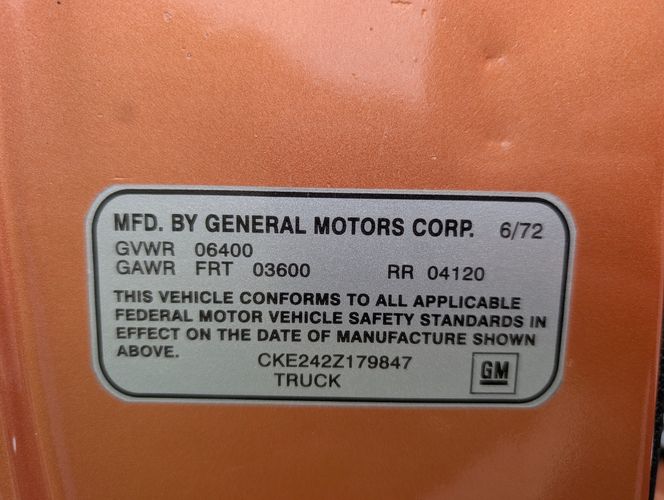 MFD. BY GENERAL MOTORS CORP. 6/72
GVWR 06400
GAWR FRT 03600 RR 04120
THIS VEHICLE CONFORMS TO ALL APPLICABLE
FEDERAL MOTOR VEHICLE SAFETY STANDARDS IN
EFFECT ON THE DATE OF MANUFACTURE SHOWN
ABOVE.
CKE242Z179847
TRUCK
GM